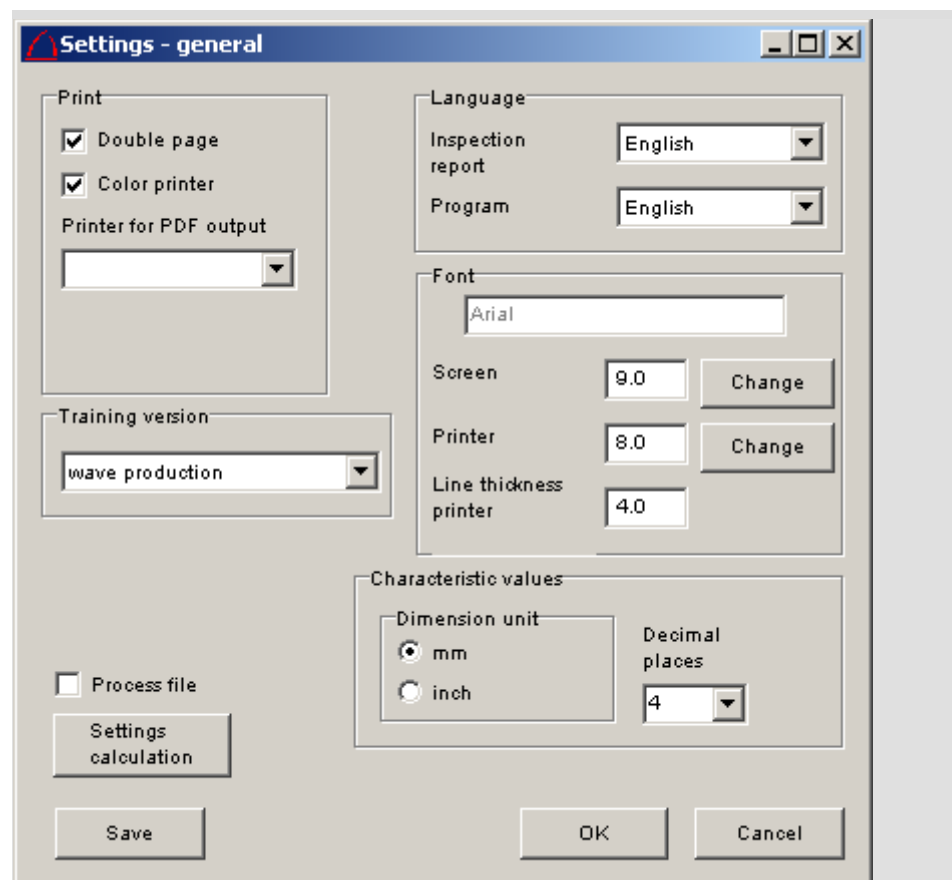 Settings - general
Print
Double page
Color printer
Printer for PDF output
Language
Inspection
report
English
Program
English
Font
Arial
Screen
9.0
Change
Printer
8.0
Change
Line thickness
printer
4.0
Training version
wave production
Characteristic values
Dimension unit
mm
inch
Decimal
places
4
Process file
Settings
calculation
Save
OK
Cancel